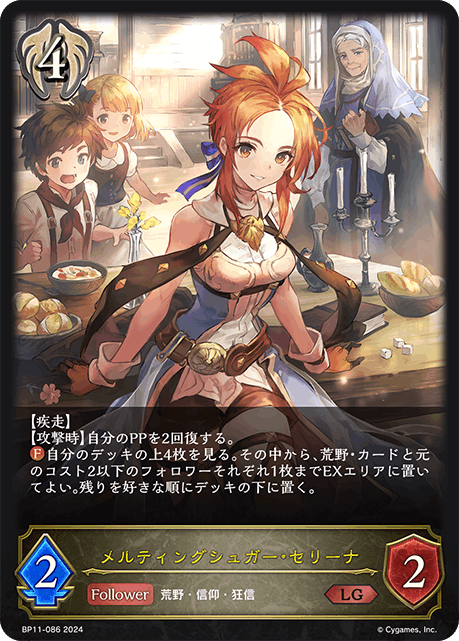 4
【疾走】
【攻撃時】自分のPPを2回復する。
F 自分のデッキの上4枚を見る。その中から、荒野・カードと元
のコスト2以下のフォロワーそれぞれ1枚までEXエリアに置い
てよい。残りを好きな順にデッキの下に置く。
メルティングシュガー・セリーナ
2 Follower 荒野・信仰・狂信 LG 2
BP11-086 2024 © Cygames, Inc.